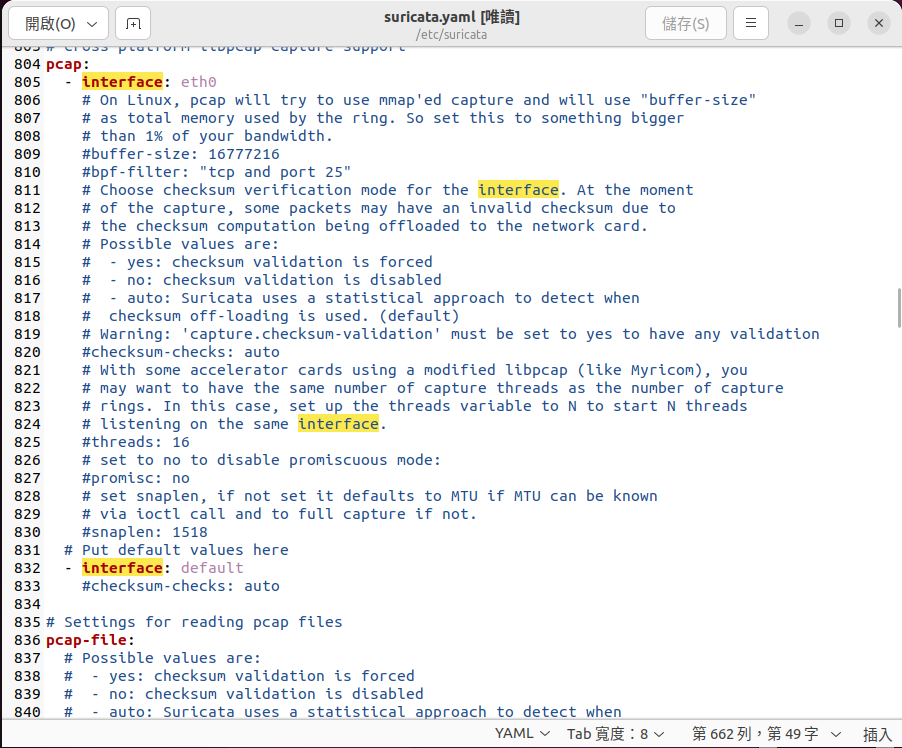 開啟(O)
suricata.yaml [唯讀]
/etc/suricata
儲存(S)
803 # Cross platform libpcap capture support
804 pcap:
805   - interface: eth0
806     # On Linux, pcap will try to use mmap'ed capture and will use "buffer-size"
807     # as total memory used by the ring. So set this to something bigger
808     # than 1% of your bandwidth.
809     #buffer-size: 16777216
810     #bpf-filter: "tcp and port 25"
811     # Choose checksum verification mode for the interface. At the moment
812     # of the capture, some packets may have an invalid checksum due to
813     # the checksum computation being offloaded to the network card.
814     # Possible values are:
815     #  - yes: checksum validation is forced
816     #  - no: checksum validation is disabled
817     #  - auto: Suricata uses a statistical approach to detect when
818     #  checksum off-loading is used. (default)
819     # Warning: 'capture.checksum-validation' must be set to yes to have any validation
820     #checksum-checks: auto
821     # With some accelerator cards using a modified libpcap (like Myricom), you
822     # may want to have the same number of capture threads as the number of capture
823     # rings. In this case, set up the threads variable to N to start N threads
824     # listening on the same interface.
825     #threads: 16
826     # set to no to disable promiscuous mode:
827     #promisc: no
828     # set snaplen, if not set it defaults to MTU if MTU can be known
829     # via ioctl call and to full capture if not.
830     #snaplen: 1518
831   # Put default values here
832   - interface: default
833     #checksum-checks: auto
834
835 # Settings for reading pcap files
836 pcap-file:
837   # Possible values are:
838   #  - yes: checksum validation is forced
839   #  - no: checksum validation is disabled
840   #  - auto: Suricata uses a statistical approach to detect when
YAML Tab 寬度：8 第 662 列，第 49 字 插入